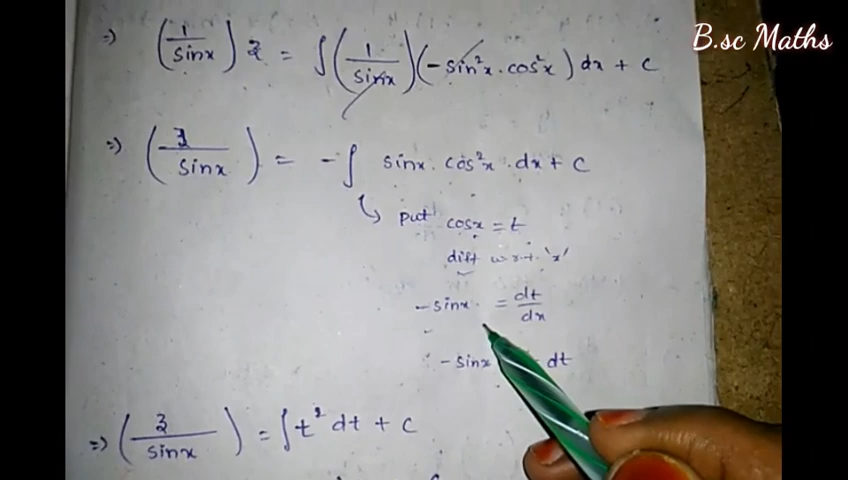 B.sc Maths
⇒ (1/sinx) z = ∫(1/sinx)(-sin²x·cos²x)dx + c
⇒ (z/sinx) = -∫ sinx·cos²x·dx + c
put cosx = t
diff w.r.t. 'x'
-sinx = dt/dx
-sinx dt
⇒ (z/sinx) = ∫t² dt + c